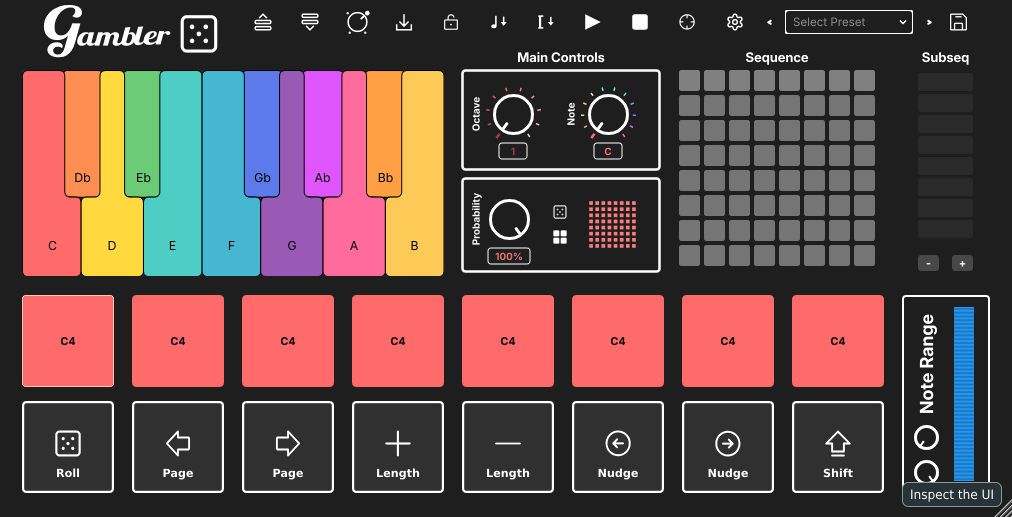 Gambler
Select Preset
Main Controls
Sequence
Subseq
Db
Eb
Gb
Ab
Bb
C
D
E
F
G
A
B
Octave
1
Note
C
Probability
100%
-
+
C4
C4
C4
C4
C4
C4
C4
C4
Note Range
Roll
Page
Page
Length
Length
Nudge
Nudge
Shift
Inspect the UI